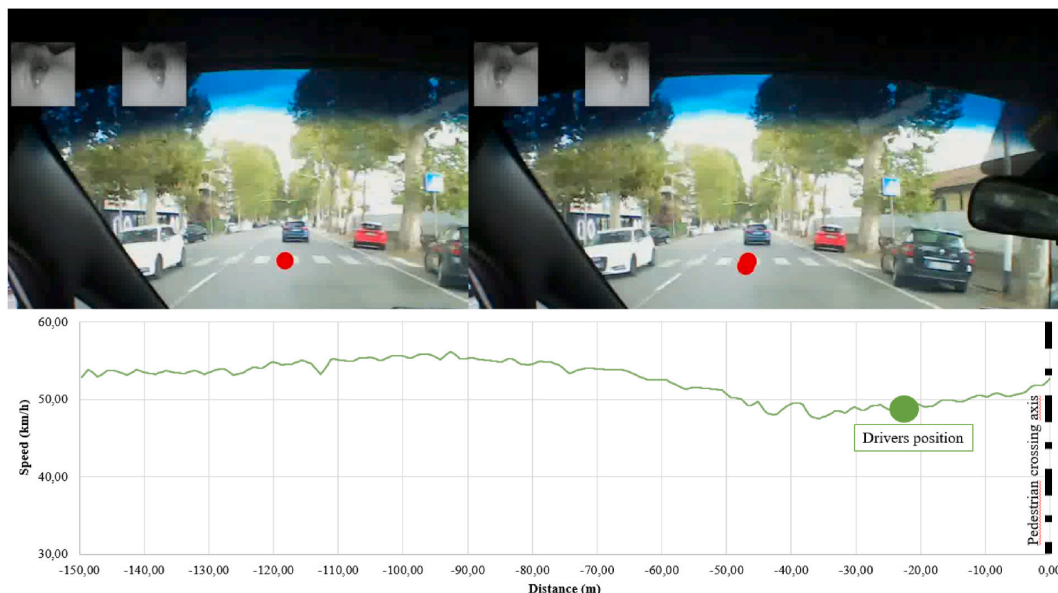 60,00
50,00
40,00
30,00
Speed (km/h)
Drivers position
Pedestrian crossing axis
-150,00 -140,00 -130,00 -120,00 -110,00 -100,00 -90,00 -80,00 -70,00 -60,00 -50,00 -40,00 -30,00 -20,00 -10,00 0,00
Distance (m)